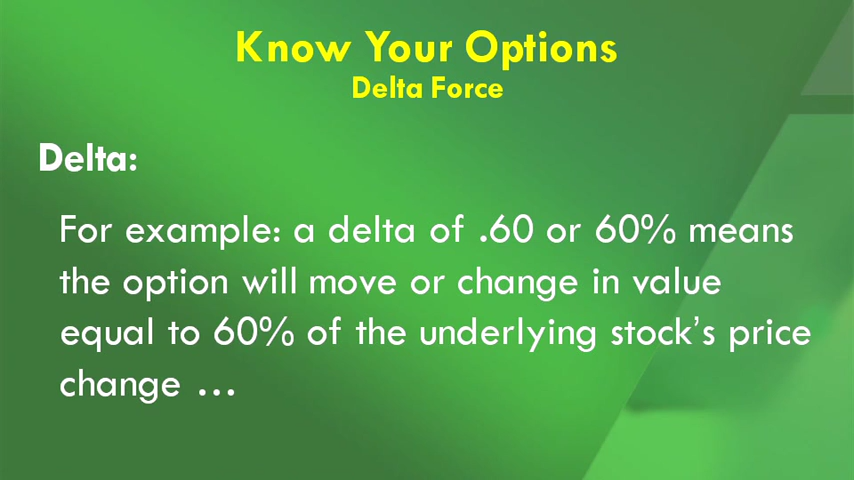 Know Your Options
Delta Force
Delta:
For example: a delta of .60 or 60% means
the option will move or change in value
equal to 60% of the underlying stock’s price
change …